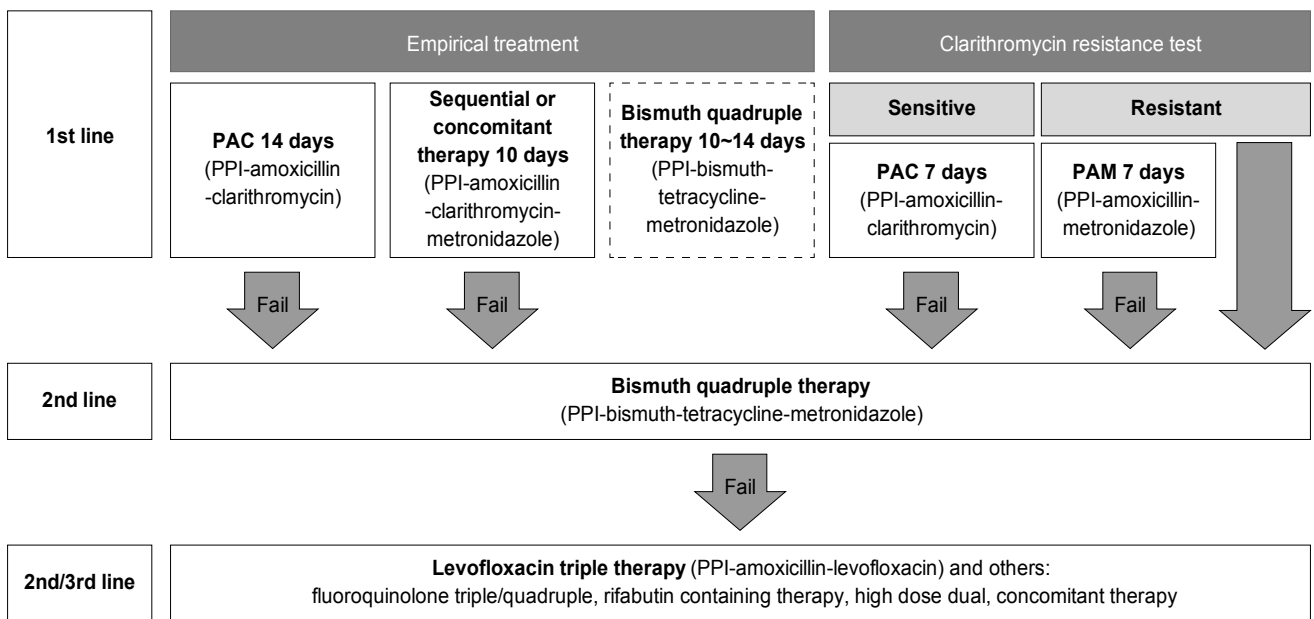 Empirical treatment
Clarithromycin resistance test
1st line
PAC 14 days
(PPI-amoxicillin
-clarithromycin)
Sequential or
concomitant
therapy 10 days
(PPI-amoxicillin
-clarithromycin-
metronidazole)
Bismuth quadruple
therapy 10~14 days
(PPI-bismuth-
tetracycline-
metronidazole)
Sensitive
Resistant
PAC 7 days
(PPI-amoxicillin-
clarithromycin)
PAM 7 days
(PPI-amoxicillin-
metronidazole)
Fail
Fail
Fail
Fail
2nd line
Bismuth quadruple therapy
(PPI-bismuth-tetracycline-metronidazole)
Fail
2nd/3rd line
Levofloxacin triple therapy (PPI-amoxicillin-levofloxacin) and others:
fluoroquinolone triple/quadruple, rifabutin containing therapy, high dose dual, concomitant therapy